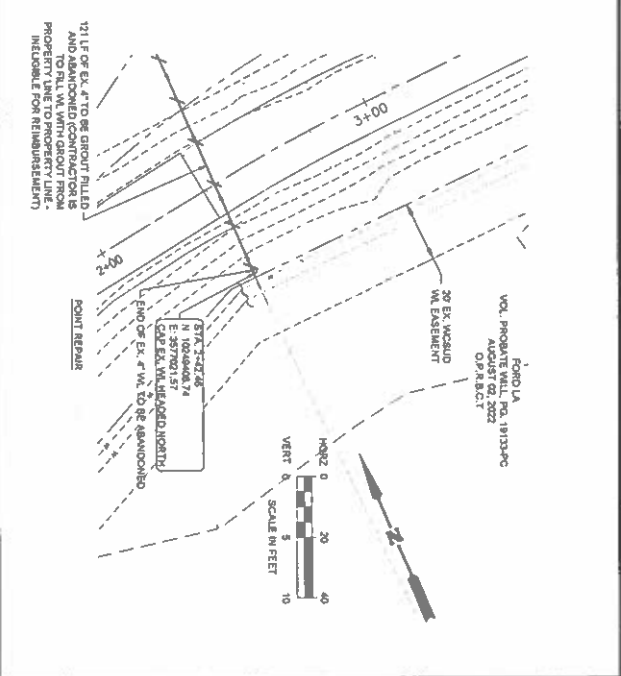 FORD LA
VOL. PROBATE WILL, PG. 19133-PC
AUGUST 02, 2022
O.P.R.B.C.T
20' EX. WCSUD
WL EASEMENT
3+00
2+00
N
HORZ 0 20 40
VERT 0 5 10
SCALE IN FEET
STA. 2+42.46
N 10249408.74
E: 3577021.57
CAP EX. WL HEADED NORTH
END OF EX. 4" WL TO BE ABANDONED
121 LF OF EX. 4" TO BE GROUT FILLED
AND ABANDONED (CONTRACTOR IS
TO FILL WL WITH GROUT FROM
PROPERTY LINE TO PROPERTY LINE -
INELIGIBLE FOR REIMBURSEMENT)
POINT REPAIR